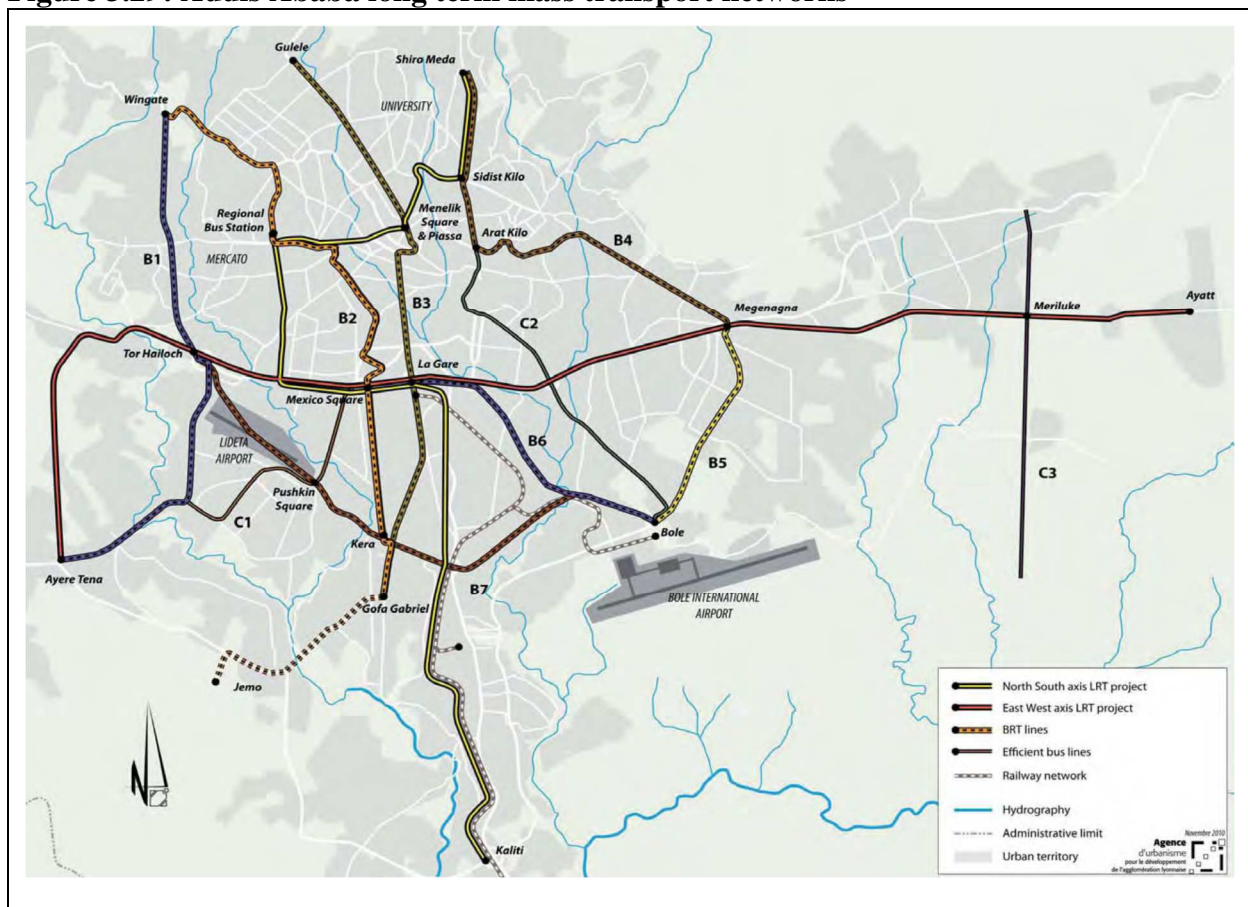 Figure 3.29: Addis Ababa long term mass transport networks
Gulele
Shiro Meda
Wingate
UNIVERSITY
Sidist Kilo
Regional
Bus Station
Menelik
Square
& Piassa
Arat Kilo
B4
B1
MERCATO
B3
B2
C2
Megenagna
Meriluke
Ayatt
Tor Hailoch
La Gare
Mexico Square
LIDETA
AIRPORT
B6
B5
C3
Pushkin
Square
C1
Kera
Bole
Ayere Tena
B7
Gofa Gabriel
BOLE INTERNATIONAL
AIRPORT
Jemo
N
Kaliti
North South axis LRT project
East West axis LRT project
BRT lines
Efficient bus lines
Railway network
Hydrography
Administrative limit
Urban territory
Novembre 2010
Agence
d'urbanisme
pour le développement
de l'agglomération lyonnaise